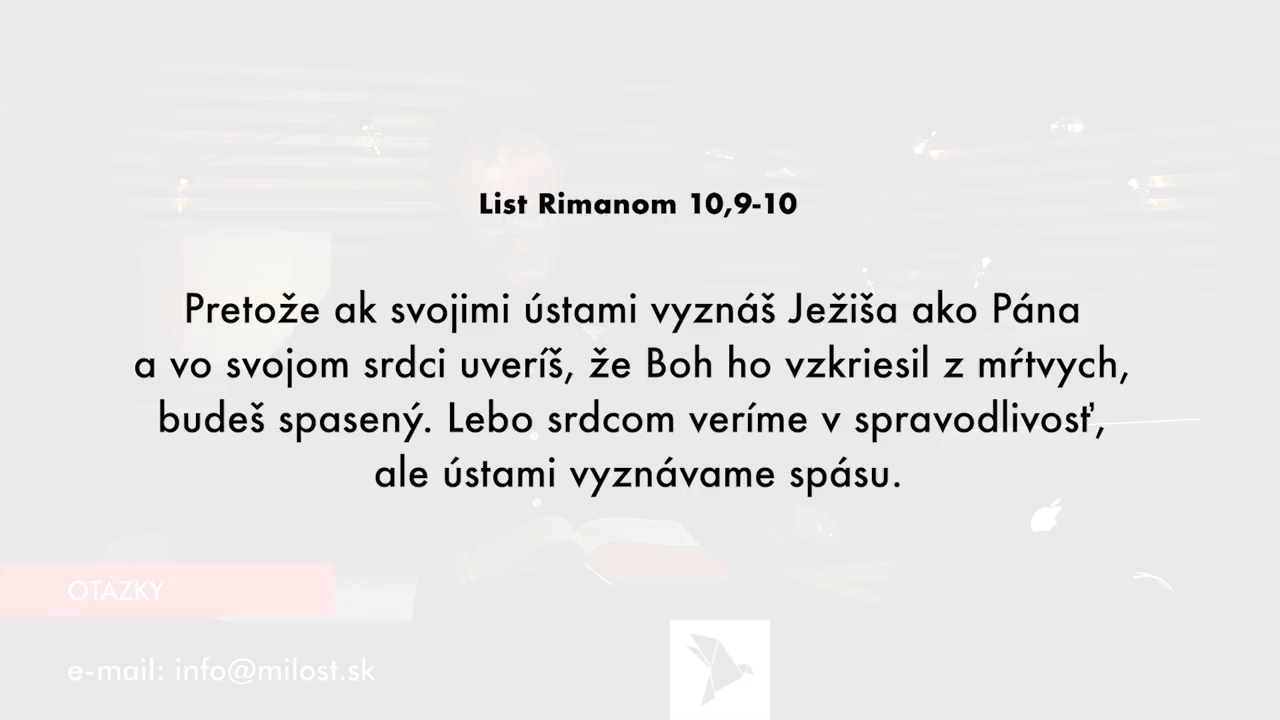 List Rimanom 10,9-10
Pretože ak svojimi ústami vyznáš Ježiša ako Pána
a vo svojom srdci uveríš, že Boh ho vzkriesil z mŕtvych,
budeš spasený. Lebo srdcom veríme v spravodlivosť,
ale ústami vyznávame spásu.
OTÁZKY
e-mail: info@milost.sk